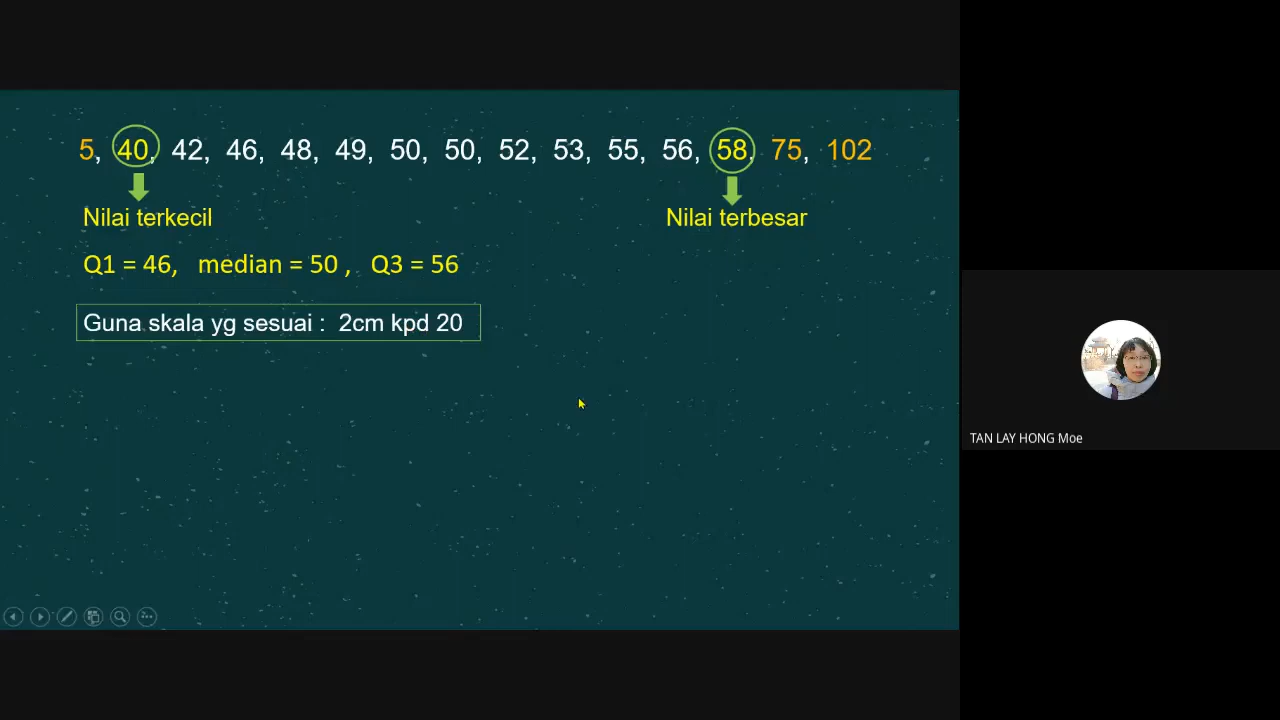 5, 40, 42, 46, 48, 49, 50, 50, 52, 53, 55, 56, 58, 75, 102
Nilai terkecil Nilai terbesar
Q1 = 46, median = 50 , Q3 = 56
Guna skala yg sesuai : 2cm kpd 20
TAN LAY HONG Moe